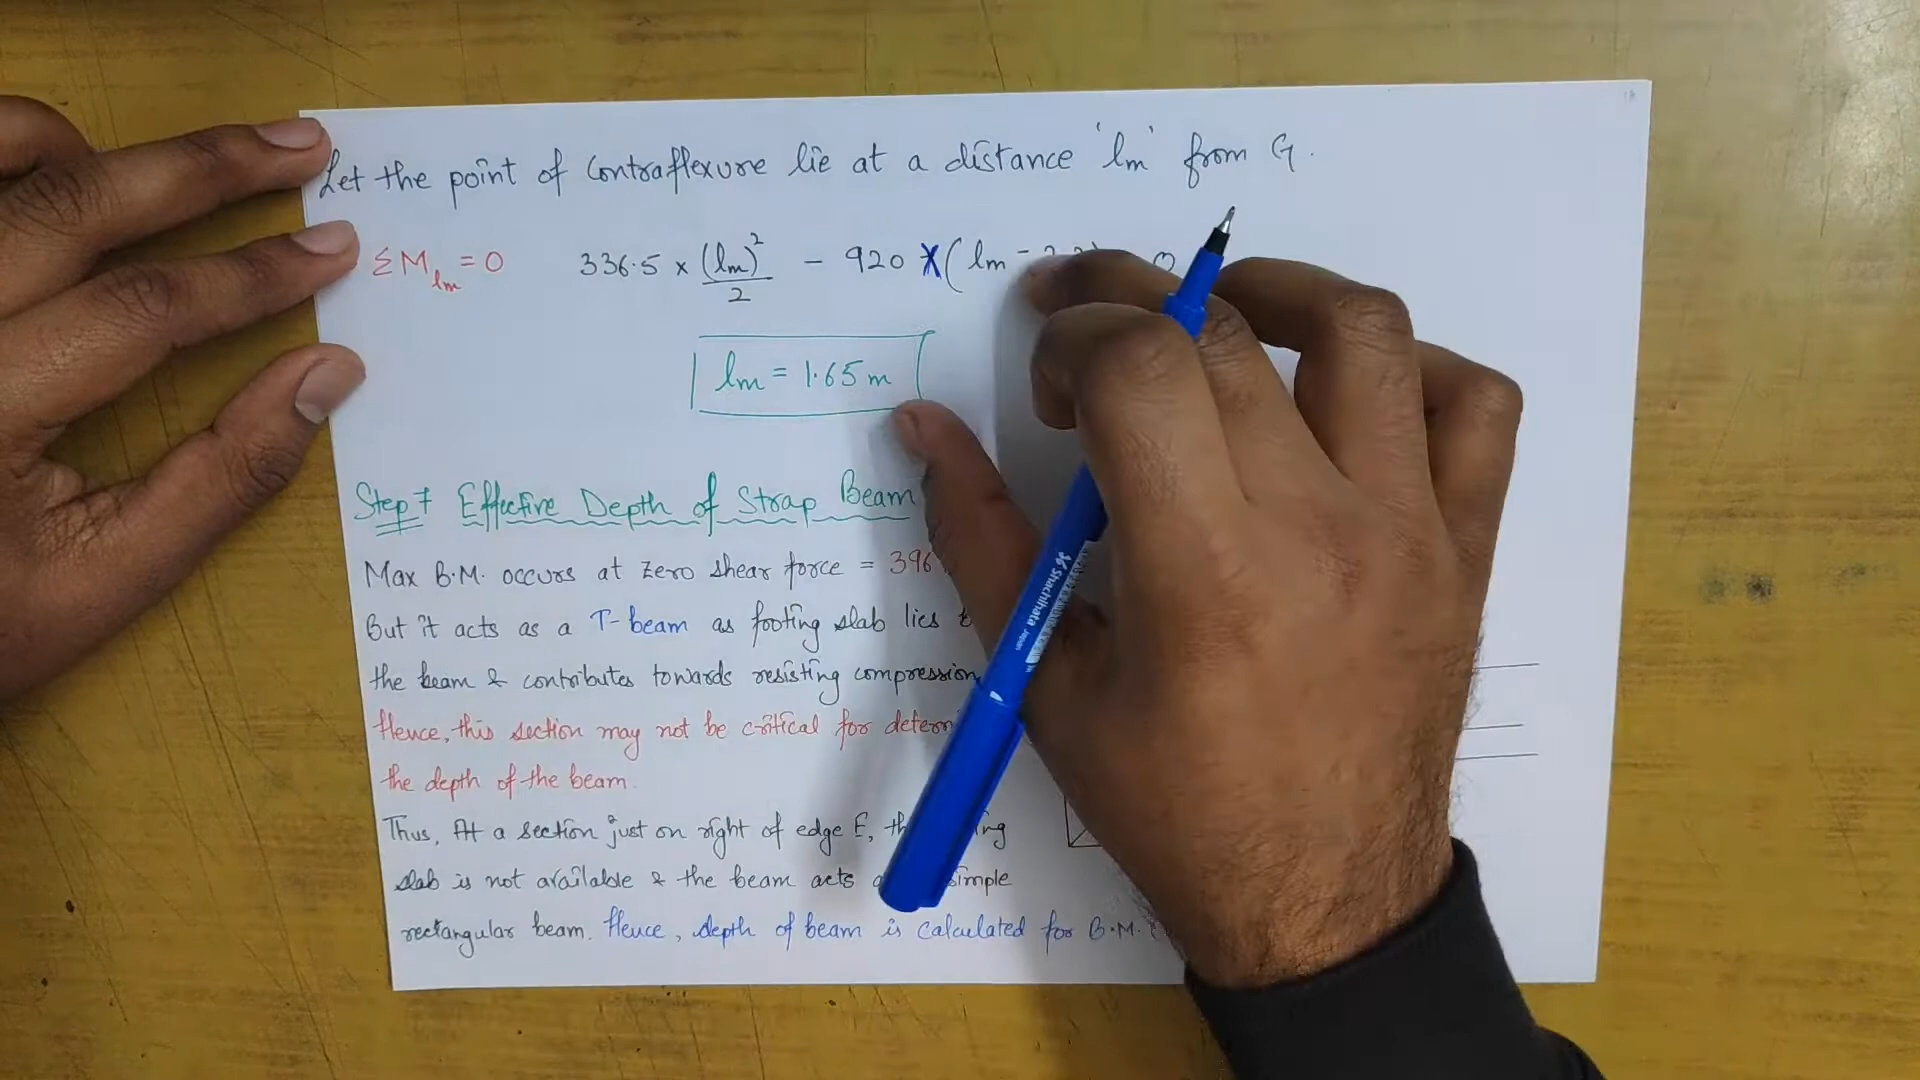 Let the point of Contraflexure lie at a distance 'lm' from G.
ΣM lm = 0 336.5 × (lm)²/2 - 920 × (lm -
lm = 1.65 m
Step 7 Effective Depth of Strap Beam
Max B.M. occurs at zero shear force = 396
But it acts as a T-beam as footing slab lies
the beam & contributes towards resisting compression
Hence, this section may not be critical for
the depth of the beam.
Thus, At a section just on right of edge E,
slab is not available & the beam acts simple
rectangular beam. Hence, depth of beam is calculated for B.M.
Shachihata
Japan